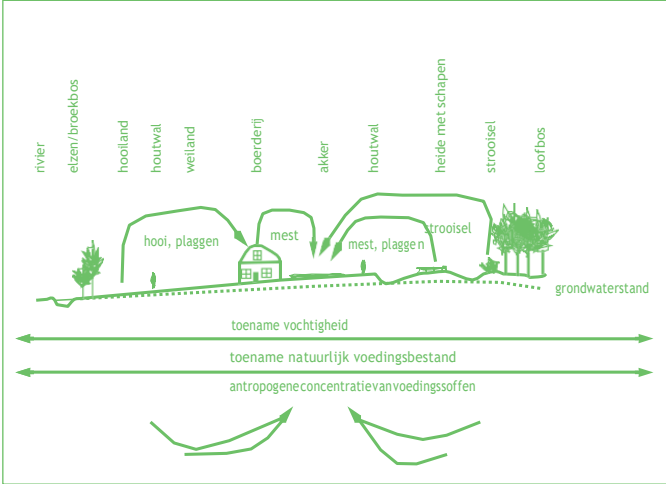 rivier
elzen/broekbos
hooiland
houtwal
weiland
boerderij
akker
houtwal
heide met schapen
strooisel
loofbos
hooi, plaggen
mest
mest, plaggen
strooisel
grondwaterstand
toename vochtigheid
toename natuurlijk voedingsbestand
antropogeneconcentratievanvoedingssoffen